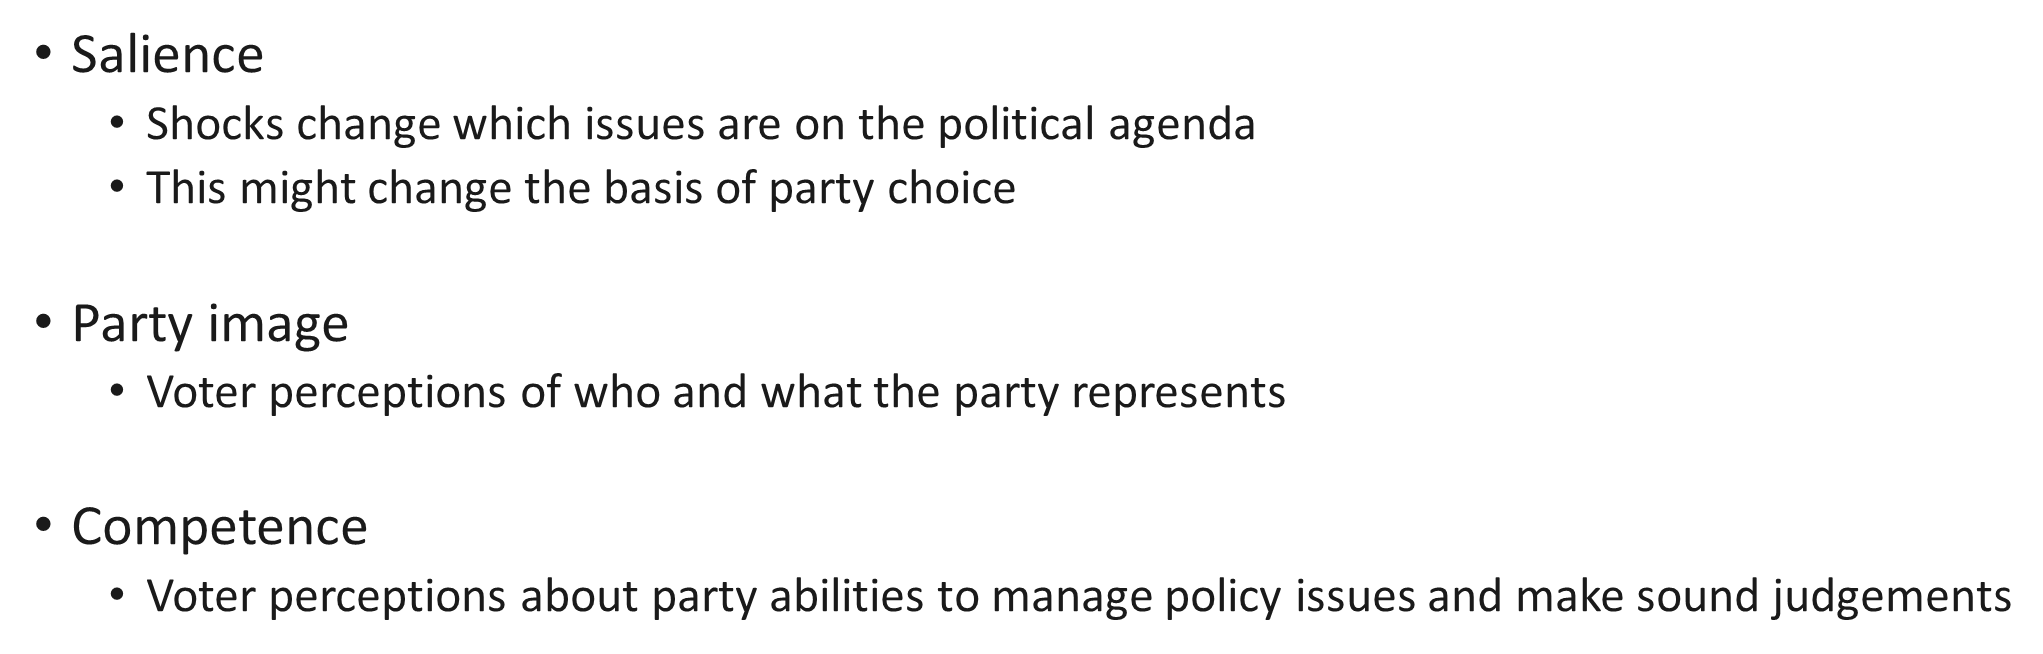 • Salience
• Shocks change which issues are on the political agenda
• This might change the basis of party choice
• Party image
• Voter perceptions of who and what the party represents
• Competence
• Voter perceptions about party abilities to manage policy issues and make sound judgements